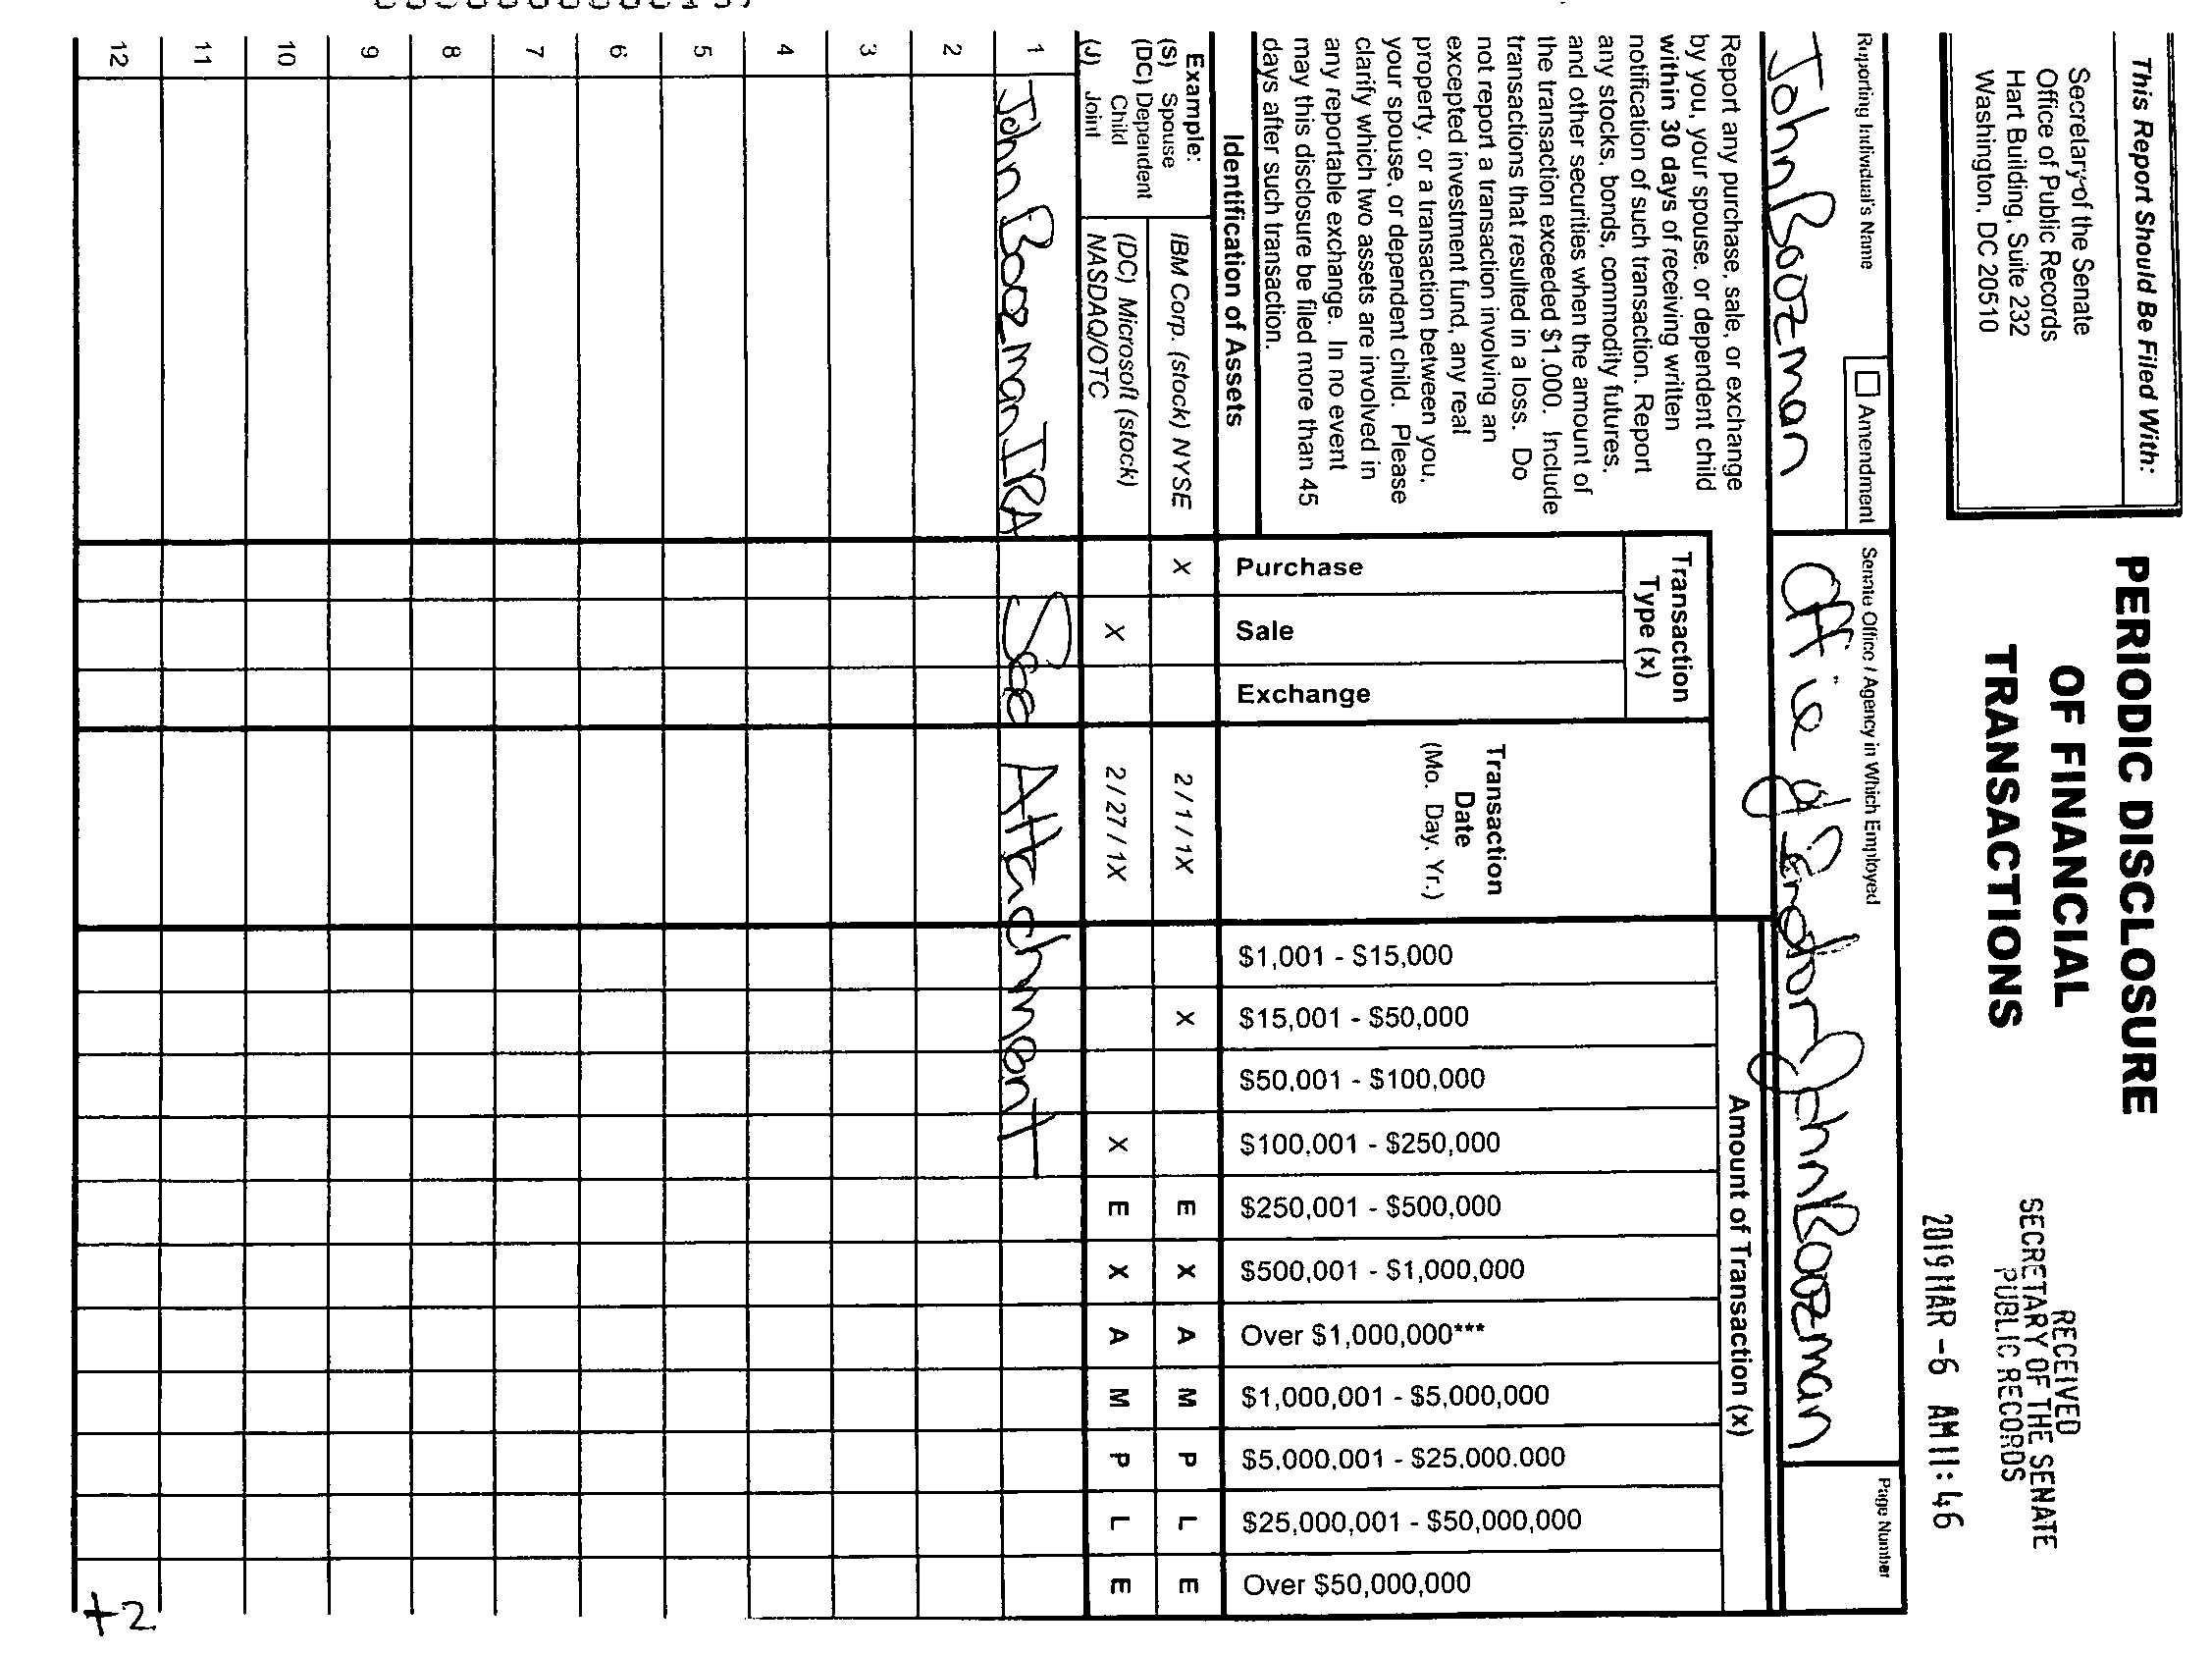 This Report Should Be Filed With:
Secretary of the Senate
Office of Public Records
Hart Building, Suite 232
Washington, DC 20510
PERIODIC DISCLOSURE
OF FINANCIAL
TRANSACTIONS
RECEIVED
SECRETARY OF THE SENATE
PUBLIC RECORDS
2019 MAR -6 AM 11:46
Reporting Individual's Name
Amendment
Senate Office / Agency in Which Employed
Page Number
John Boozman
Office of Senator John Boozman
Report any purchase, sale, or exchange
by you, your spouse, or dependent child
within 30 days of receiving written
notification of such transaction. Report
any stocks, bonds, commodity futures,
and other securities when the amount of
the transaction exceeded $1,000. Include
transactions that resulted in a loss. Do
not report a transaction involving an
excepted investment fund, any real
property, or a transaction between you,
your spouse, or dependent child. Please
clarify which two assets are involved in
any reportable exchange. In no event
may this disclosure be filed more than 45
days after such transaction.
Transaction
Type (x)
Transaction
Date
(Mo. Day. Yr.)
Amount of Transaction (x)
Identification of Assets
Purchase
Sale
Exchange
$1,001 - $15,000
$15,001 - $50,000
$50,001 - $100,000
$100,001 - $250,000
$250,001 - $500,000
$500,001 - $1,000,000
Over $1,000,000***
$1,000,001 - $5,000,000
$5,000,001 - $25,000,000
$25,000,001 - $50,000,000
Over $50,000,000
Example:
(S) Spouse
(DC) Dependent
Child
(J) Joint
IBM Corp. (stock) NYSE X 2/1/1X X E X A M P L E
(DC) Microsoft (stock)
NASDAQ/OTC X 2/27/1X X E X A M P L E
1 John Boozman IRA See Attachment
2
3
4
5
6
7
8
9
10
11
12
+2